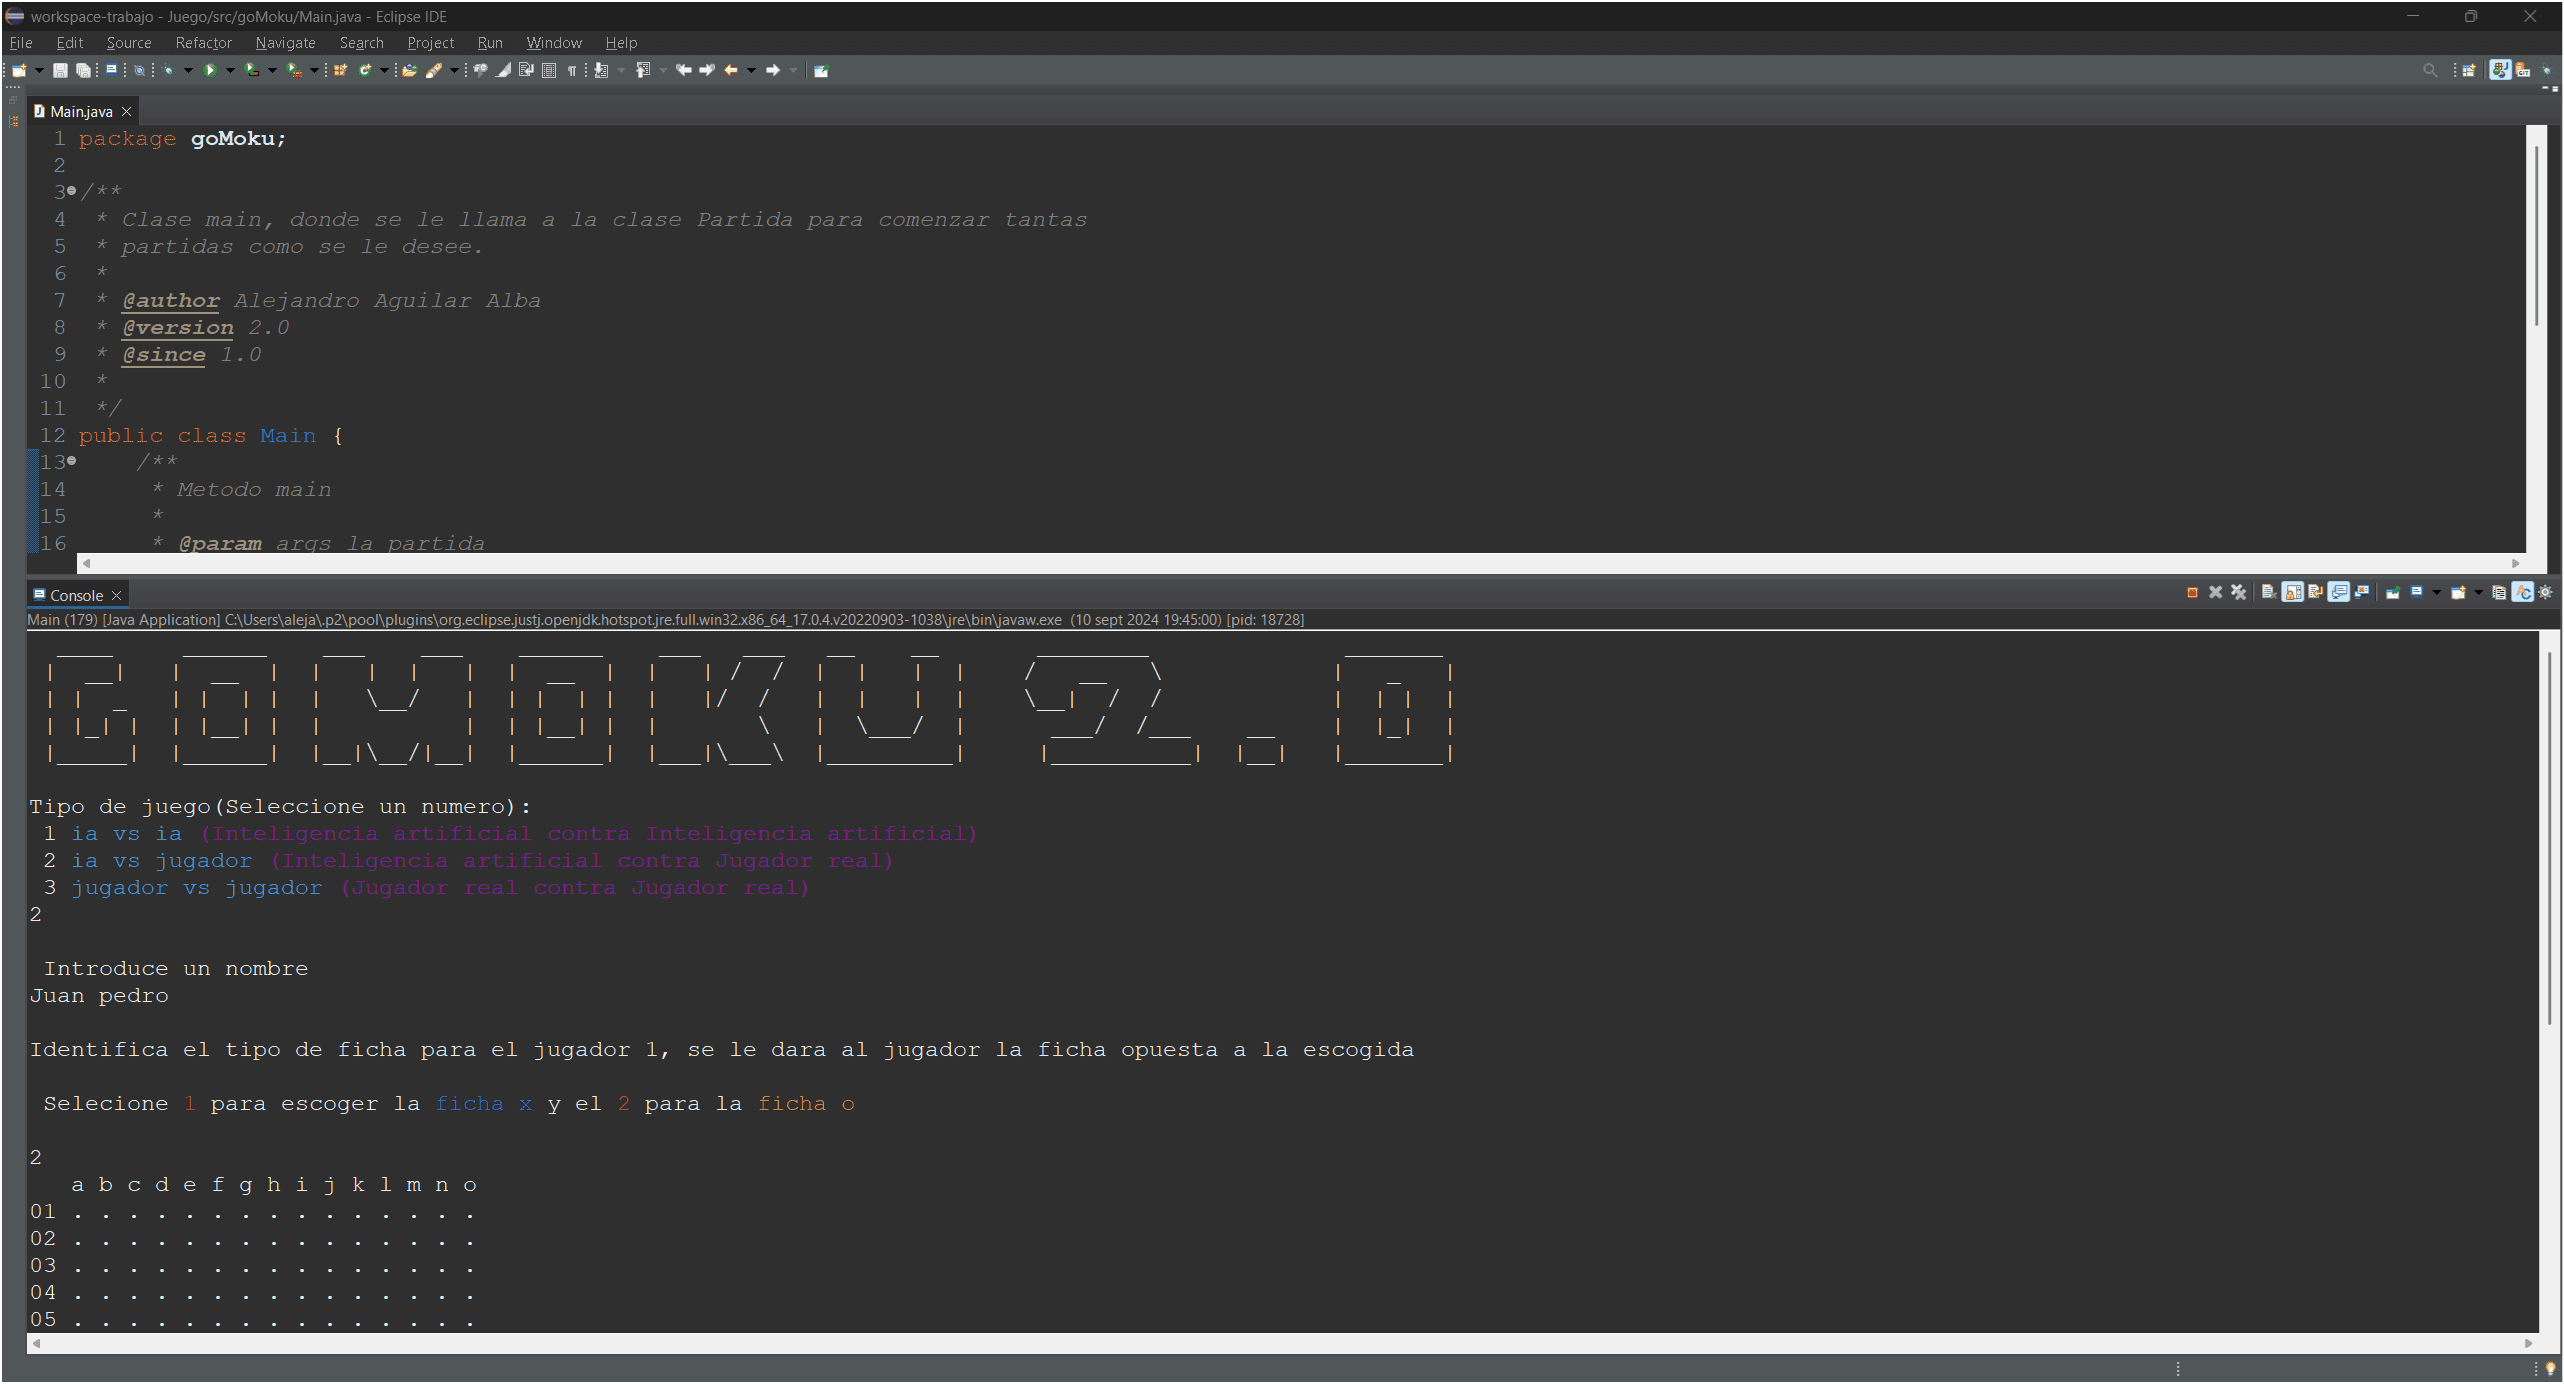 workspace-trabajo - Juego/src/goMoku/Main.java - Eclipse IDE
File Edit Source Refactor Navigate Search Project Run Window Help
Main.java
1 package goMoku;
2
3 /**
4 * Clase main, donde se le llama a la clase Partida para comenzar tantas
5 * partidas como se le desee.
6 *
7 * @author Alejandro Aguilar Alba
8 * @version 2.0
9 * @since 1.0
10 *
11 */
12 public class Main {
13 /**
14 * Metodo main
15 *
16 * @param args la partida
Console
Main (179) [Java Application] C:\Users\aleja\.p2\pool\plugins\org.eclipse.justj.openjdk.hotspot.jre.full.win32.x86_64_17.0.4.v20220903-1038\jre\bin\javaw.exe (10 sept 2024 19:45:00) [pid: 18728]
GOMOKU 2.0
Tipo de juego(Seleccione un numero):
1 ia vs ia (Inteligencia artificial contra Inteligencia artificial)
2 ia vs jugador (Inteligencia artificial contra Jugador real)
3 jugador vs jugador (Jugador real contra Jugador real)
2
Introduce un nombre
Juan pedro
Identifica el tipo de ficha para el jugador 1, se le dara al jugador la ficha opuesta a la escogida
Selecione 1 para escoger la ficha x y el 2 para la ficha o
2
a b c d e f g h i j k l m n o
01 . . . . . . . . . . . . . . .
02 . . . . . . . . . . . . . . .
03 . . . . . . . . . . . . . . .
04 . . . . . . . . . . . . . . .
05 . . . . . . . . . . . . . . .